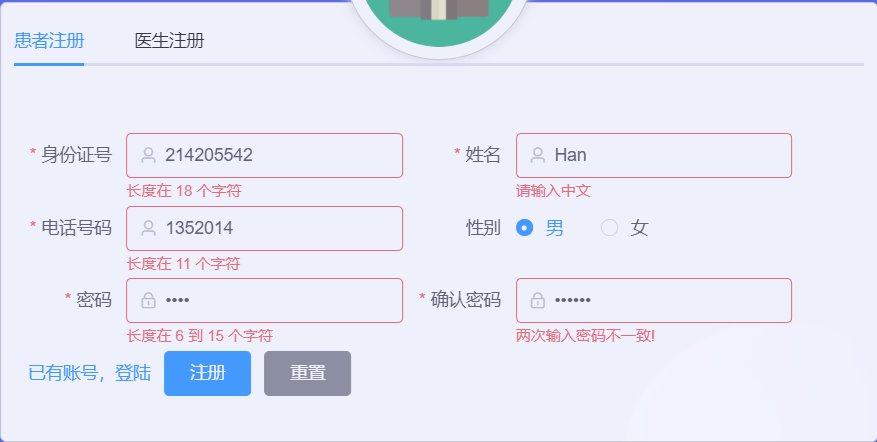 患者注册 医生注册
* 身份证号 214205542 * 姓名 Han
长度在 18 个字符 请输入中文
* 电话号码 1352014 性别 男 女
长度在 11 个字符
* 密码 •••• * 确认密码 ••••••
长度在 6 到 15 个字符 两次输入密码不一致!
已有账号，登陆 注册 重置